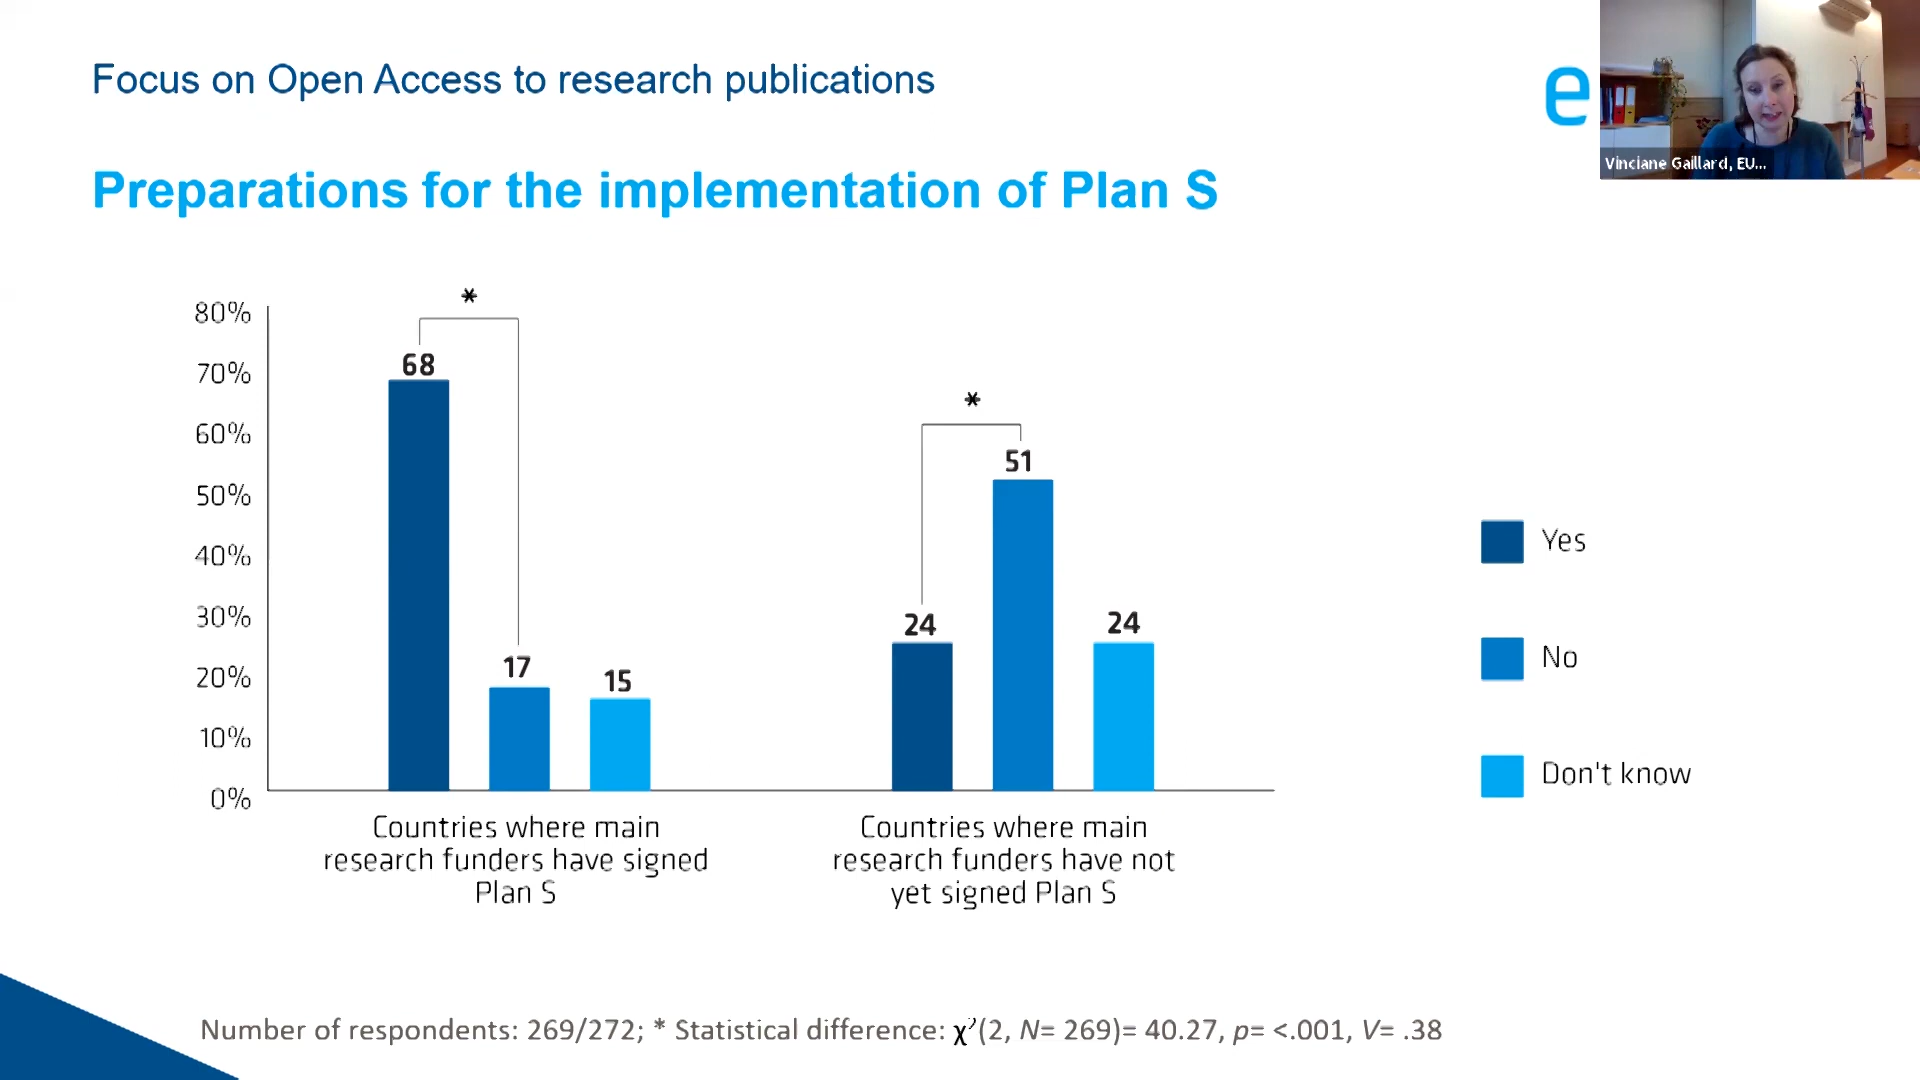 Focus on Open Access to research publications
e
Vinciane Gaillard, EU...
Preparations for the implementation of Plan S
80%
70%
60%
50%
40%
30%
20%
10%
0%
*
68
17
15
*
24
51
24
Countries where main
research funders have signed
Plan S
Countries where main
research funders have not
yet signed Plan S
Yes
No
Don't know
Number of respondents: 269/272; * Statistical difference: χ²(2, N= 269)= 40.27, p= <.001, V= .38